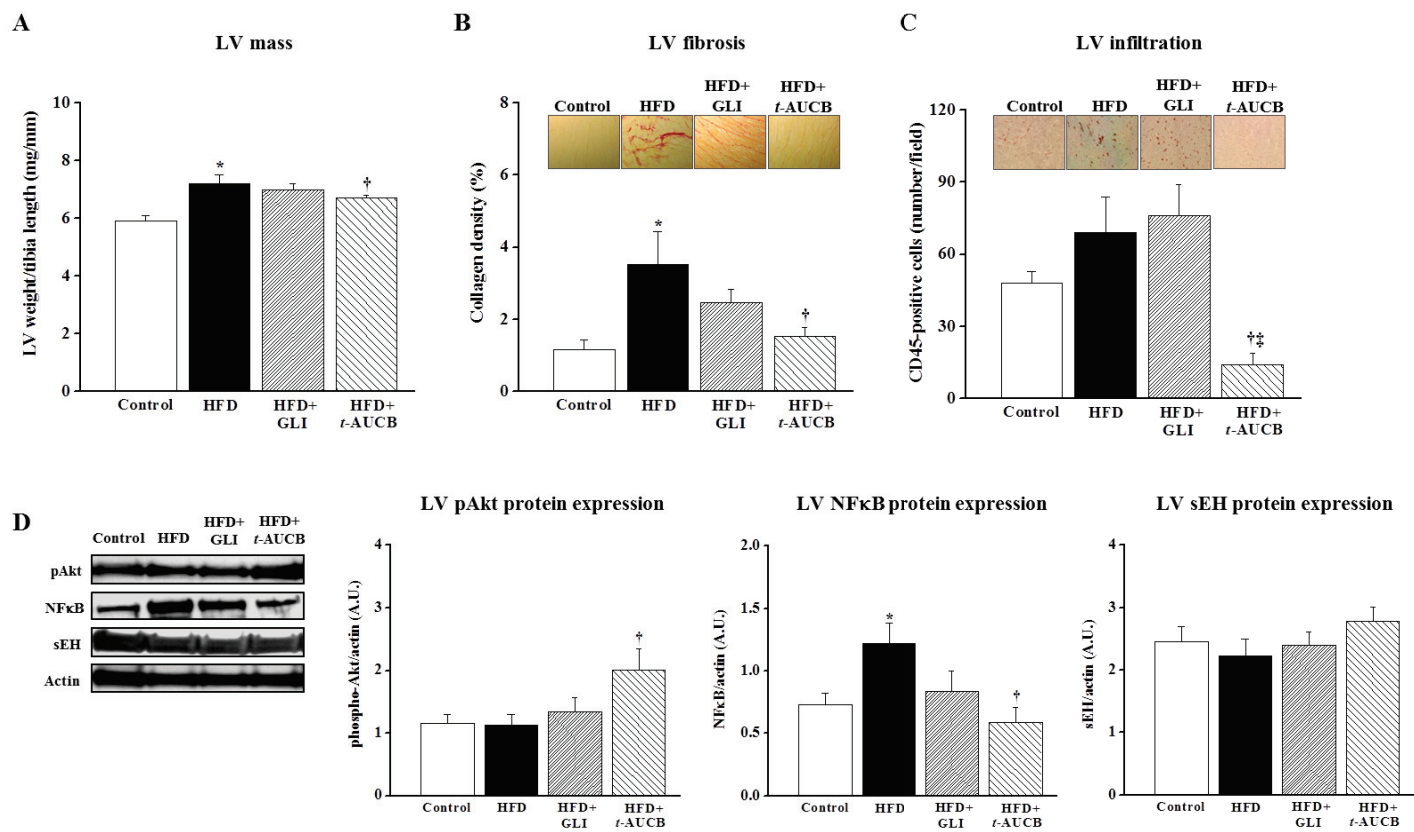 A
LV mass
LV weight/tibia length (mg/mm)
10
8
6
4
2
0
*
†
Control
HFD
HFD+
GLI
HFD+
t-AUCB
B
LV fibrosis
Collagen density (%)
8
6
4
2
0
Control
HFD
HFD+
GLI
HFD+
t-AUCB
*
†
Control
HFD
HFD+
GLI
HFD+
t-AUCB
C
LV infiltration
CD45-positive cells (number/field)
120
90
60
30
0
Control
HFD
HFD+
GLI
HFD+
t-AUCB
†‡
Control
HFD
HFD+
GLI
HFD+
t-AUCB
D
Control
HFD
HFD+
GLI
HFD+
t-AUCB
pAkt
NFκB
sEH
Actin
LV pAkt protein expression
phospho-Akt/actin (A.U.)
4
3
2
1
0
†
Control
HFD
HFD+
GLI
HFD+
t-AUCB
LV NFκB protein expression
NFκB/actin (A.U.)
2.0
1.5
1.0
0.5
0.0
*
†
Control
HFD
HFD+
GLI
HFD+
t-AUCB
LV sEH protein expression
sEH/actin (A.U.)
4
3
2
1
0
Control
HFD
HFD+
GLI
HFD+
t-AUCB